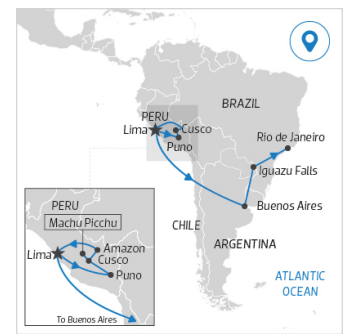 BRAZIL
PERU
Lima
Cusco
Puno
Rio de Janeiro
Iguazu Falls
Buenos Aires
CHILE
ARGENTINA
ATLANTIC
OCEAN
PERU
Machu Picchu
Amazon
Lima
Cusco
Puno
To Buenos Aires